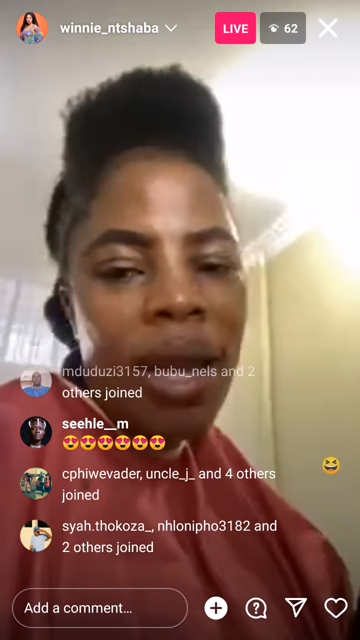 winnie_ntshaba
LIVE
62
mduduzi3157, bubu_nels and 2
others joined
seehle__m
😍😍😍😍😍😍
cphiwevader, uncle_j_ and 4 others
joined
syah.thokoza_, nhlonipho3182 and
2 others joined
Add a comment...